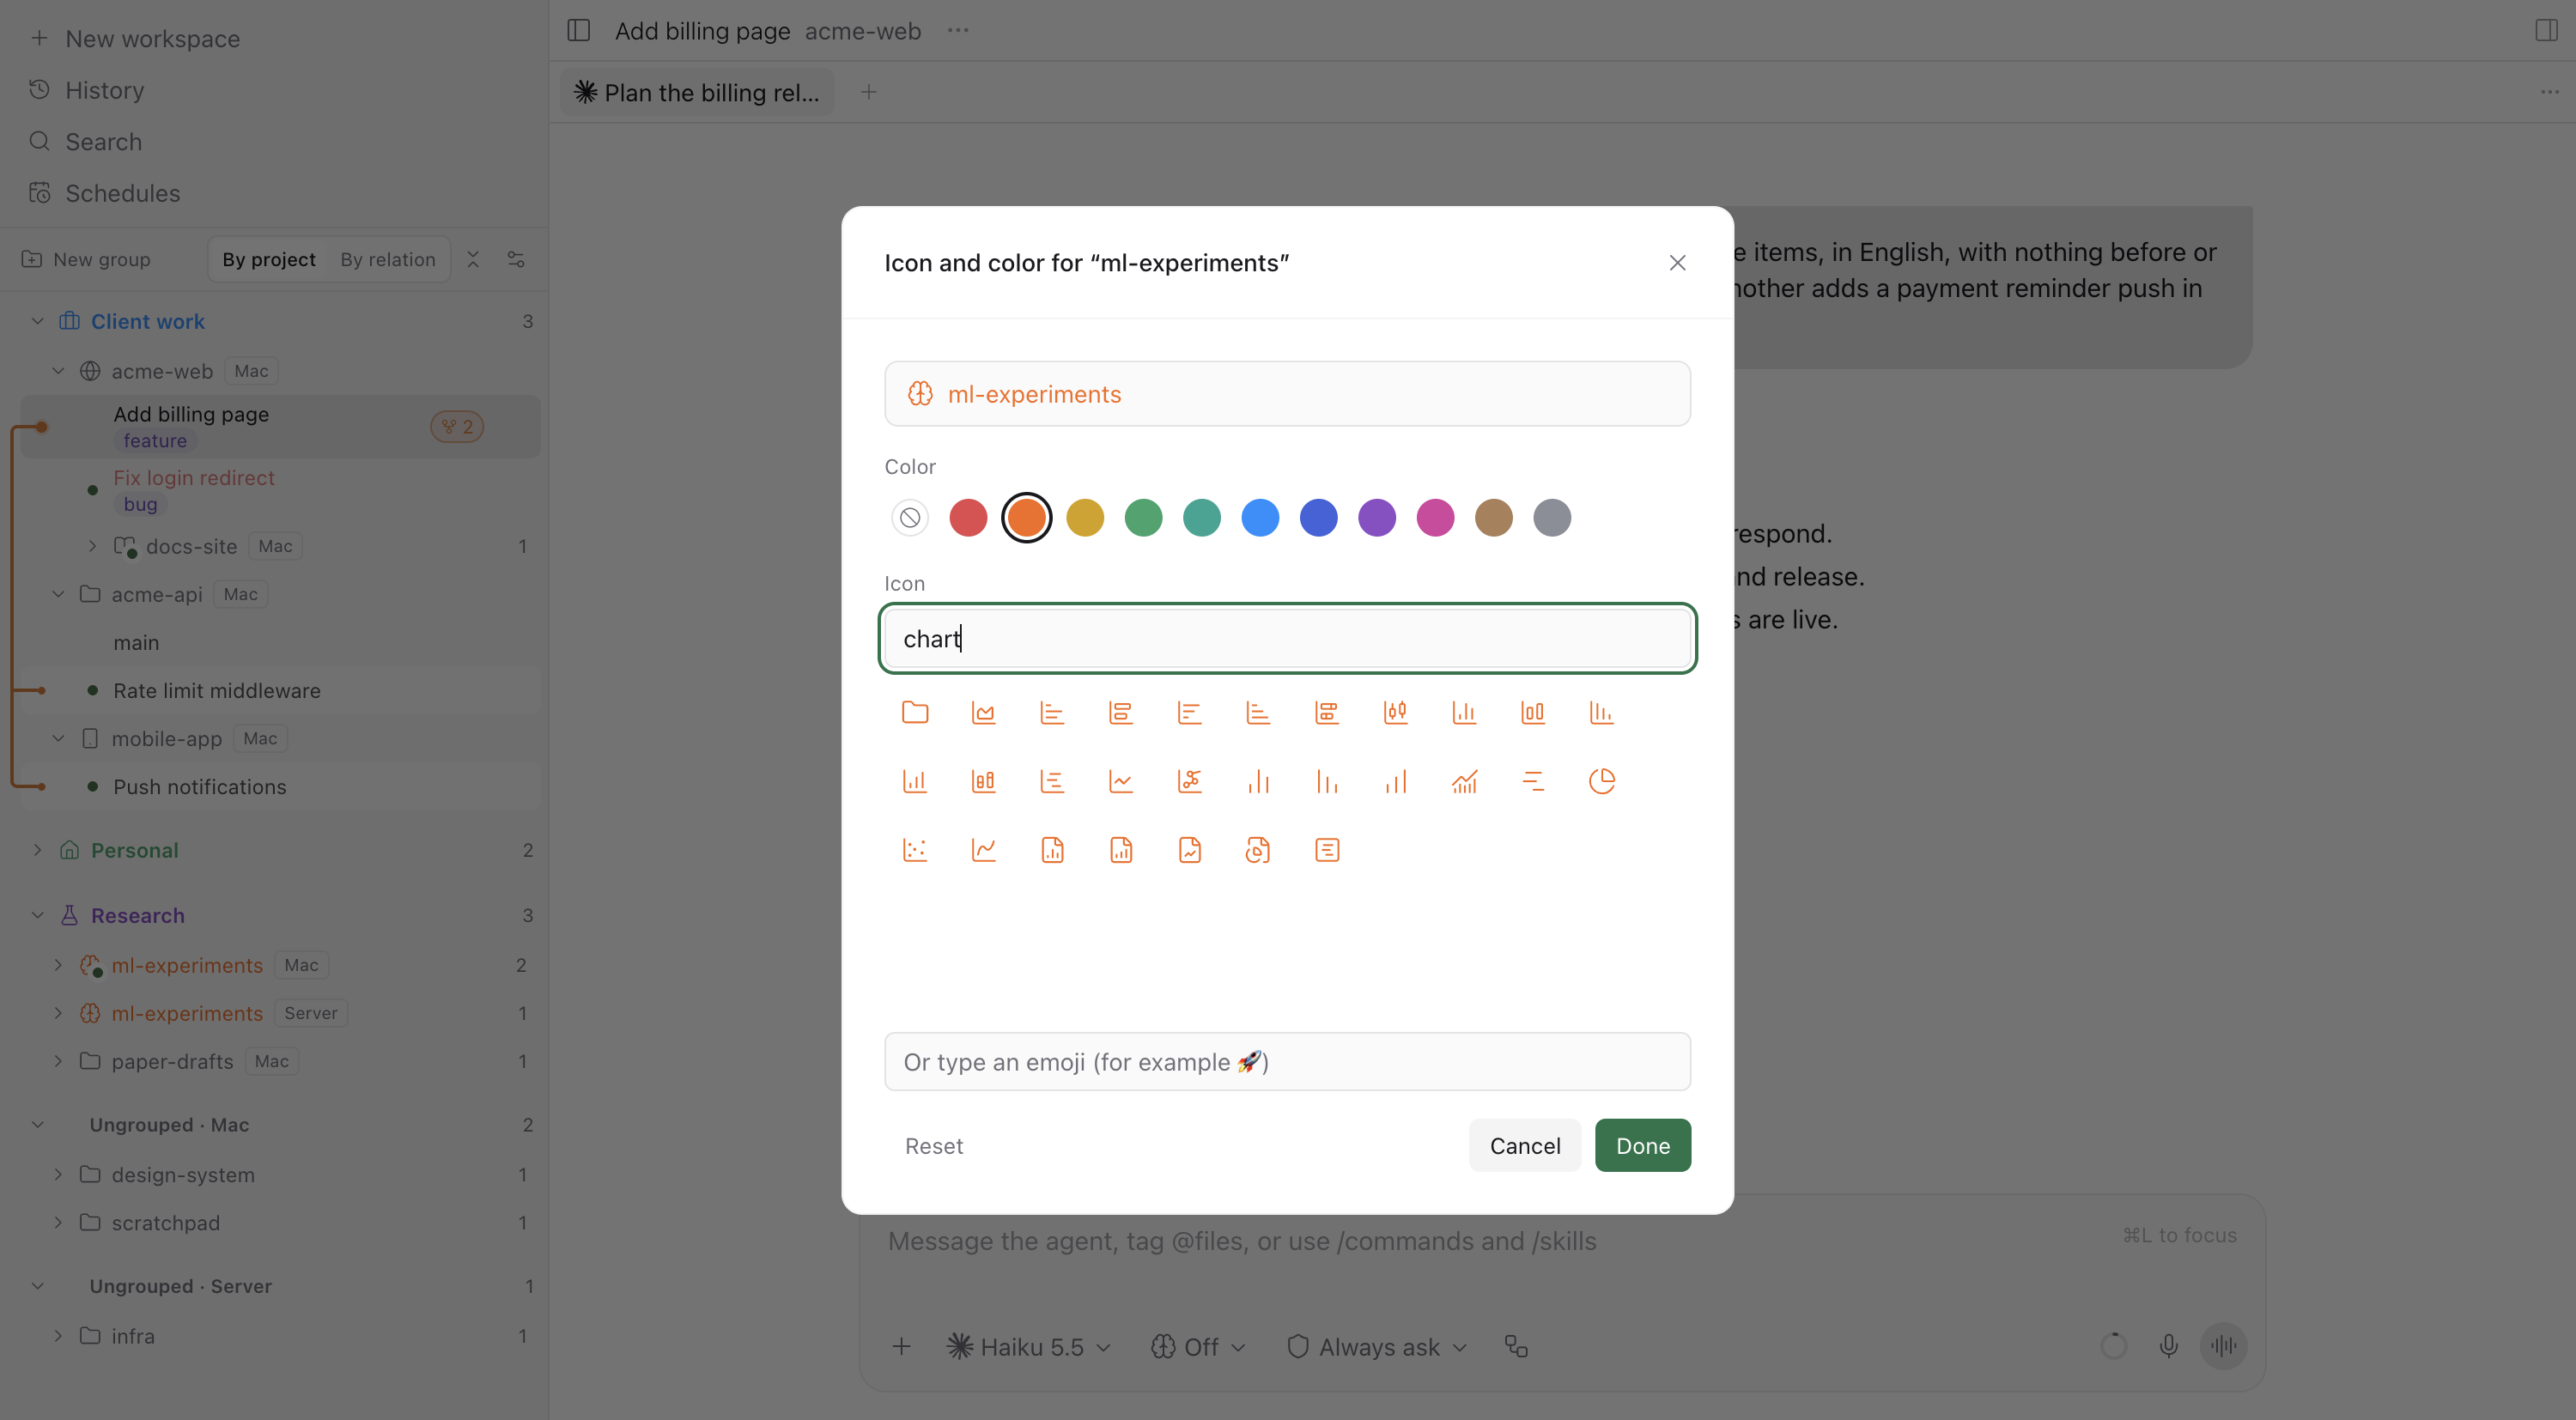 New workspace
History
Search
Schedules
New group
By project
By relation
Client work 3
acme-web Mac
Add billing page
feature
2
Fix login redirect
bug
docs-site Mac 1
acme-api Mac
main
Rate limit middleware
mobile-app Mac
Push notifications
Personal 2
Research 3
ml-experiments Mac 2
ml-experiments Server 1
paper-drafts Mac 1
Ungrouped · Mac 2
design-system 1
scratchpad 1
Ungrouped · Server 1
infra 1
Add billing page acme-web
Plan the billing rel...
e items, in English, with nothing before or
nother adds a payment reminder push in
respond.
nd release.
s are live.
Icon and color for “ml-experiments”
ml-experiments
Color
Icon
chart
Or type an emoji (for example 🚀)
Reset
Cancel
Done
Message the agent, tag @files, or use /commands and /skills
⌘L to focus
Haiku 5.5
Off
Always ask